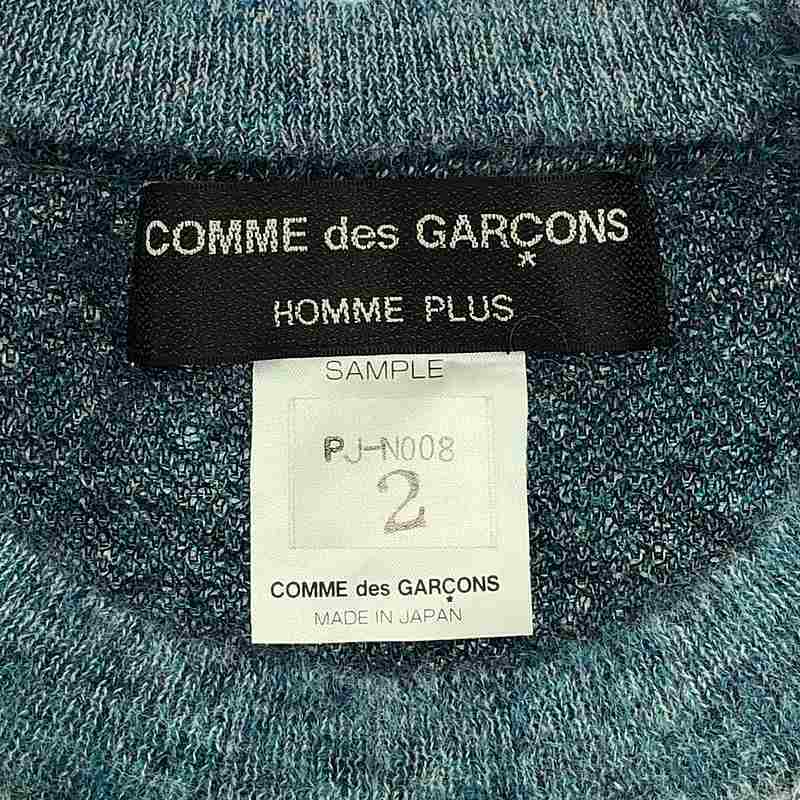 COMME des GARÇONS
*
HOMME PLUS
SAMPLE
PJ-N008
2
COMME des GARÇONS
*
MADE IN JAPAN